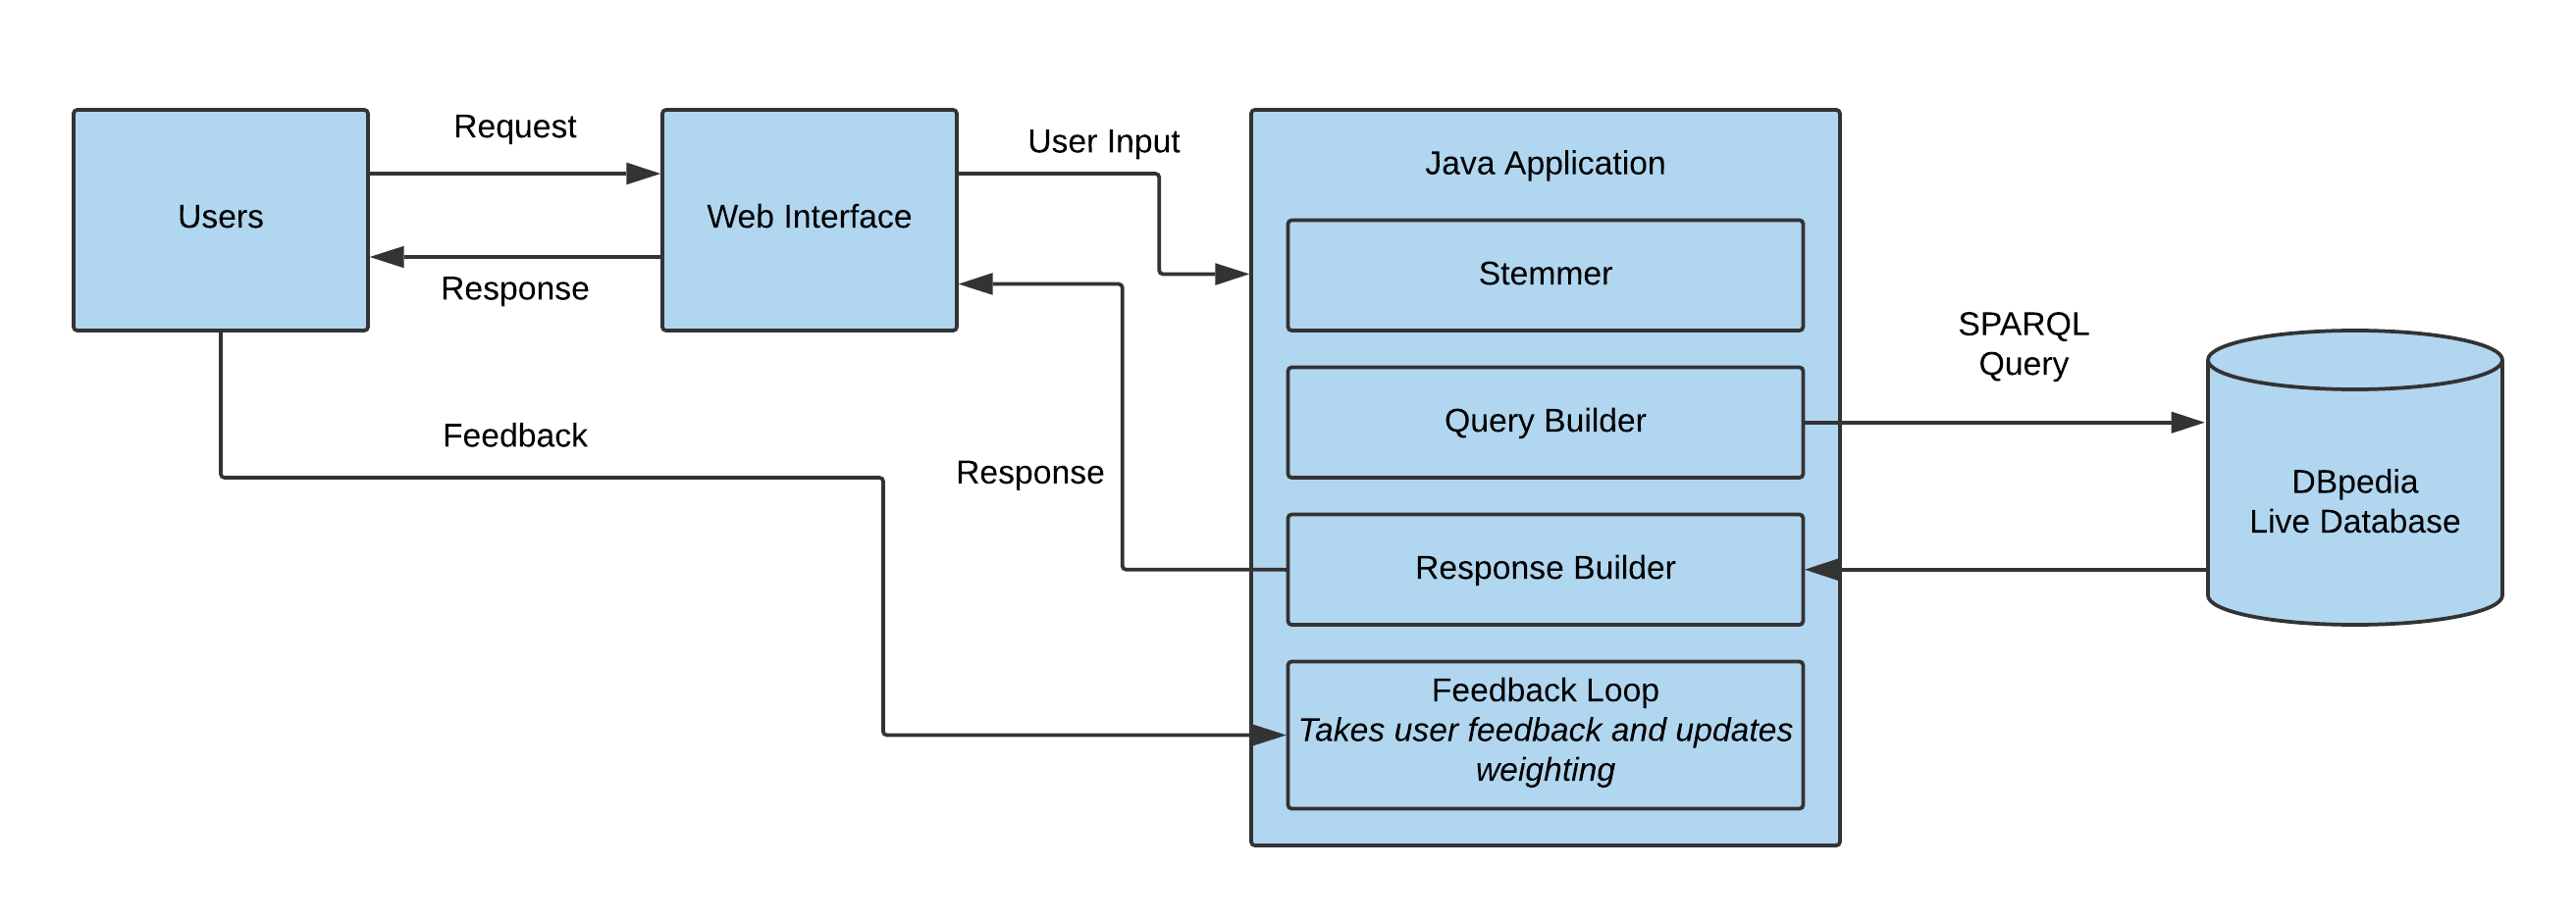 Request
User Input
Java Application
Users
Web Interface
Stemmer
Response
SPARQL
Query
Query Builder
Feedback
Response
DBpedia
Live Database
Response Builder
Feedback Loop
Takes user feedback and updates
weighting